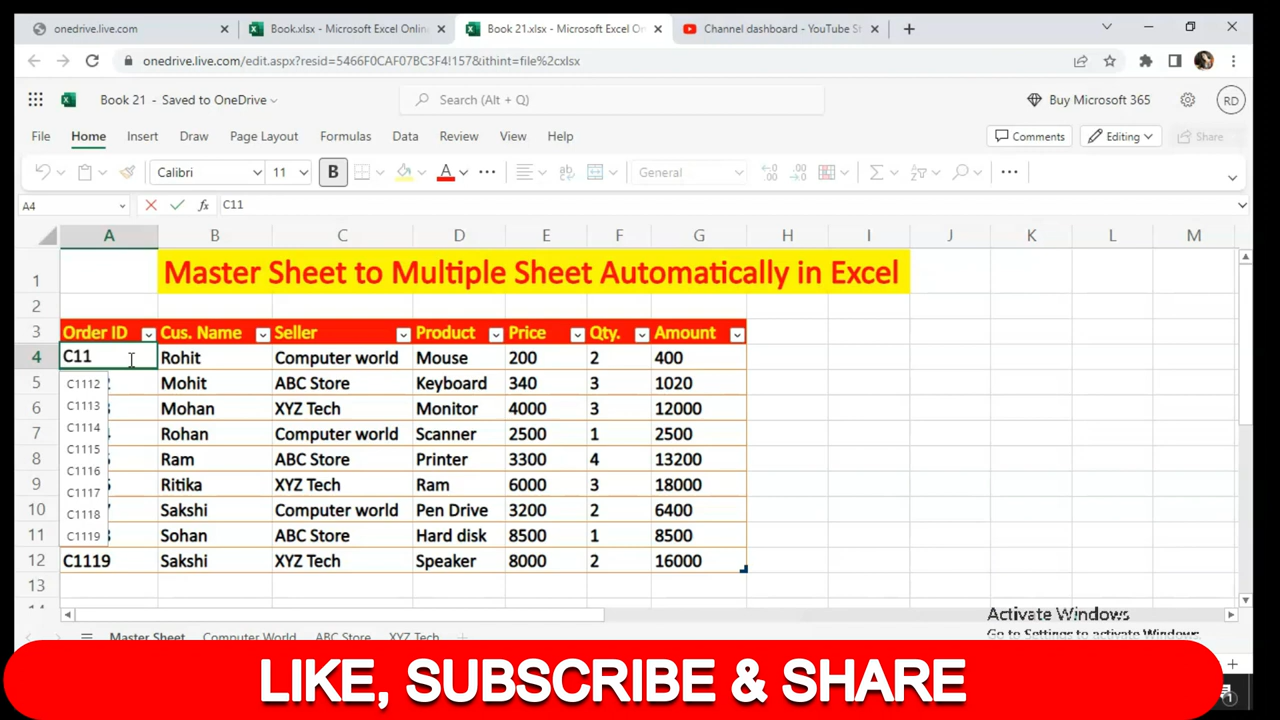 onedrive.live.com
Book.xlsx - Microsoft Excel Onlin
Book 21.xlsx - Microsoft Excel On
Channel dashboard - YouTube St
onedrive.live.com/edit.aspx?resid=5466F0CAF07BC3F4!157&ithint=file%2cxlsx
Book 21 - Saved to OneDrive
Search (Alt + Q)
Buy Microsoft 365
RD
File Home Insert Draw Page Layout Formulas Data Review View Help
Comments
Editing
Share
Calibri 11 B A ab General
A4 fx C11
A B C D E F G H I J K L M
1 Master Sheet to Multiple Sheet Automatically in Excel
2
3 Order ID Cus. Name Seller Product Price Qty. Amount
4 C11 Rohit Computer world Mouse 200 2 400
5 Mohit ABC Store Keyboard 340 3 1020
6 Mohan XYZ Tech Monitor 4000 3 12000
7 Rohan Computer world Scanner 2500 1 2500
8 Ram ABC Store Printer 3300 4 13200
9 Ritika XYZ Tech Ram 6000 3 18000
10 Sakshi Computer world Pen Drive 3200 2 6400
11 Sohan ABC Store Hard disk 8500 1 8500
12 C1119 Sakshi XYZ Tech Speaker 8000 2 16000
13
C1112
C1113
C1114
C1115
C1116
C1117
C1118
C1119
Activate Windows
Go to Settings to activate Windows.
Master Sheet Computer World ABC Store XYZ Tech
LIKE, SUBSCRIBE & SHARE